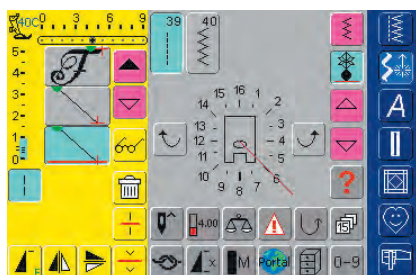 40C
0 3 6 9
39 40
5-
4-
3-
2-
1-
0
F
15 16 1
14 2
13 - - 3
12 - - 4
11 - - 5
10 6
9 8 7
?
A
4.00
15
F
x
M
Portal
0-9